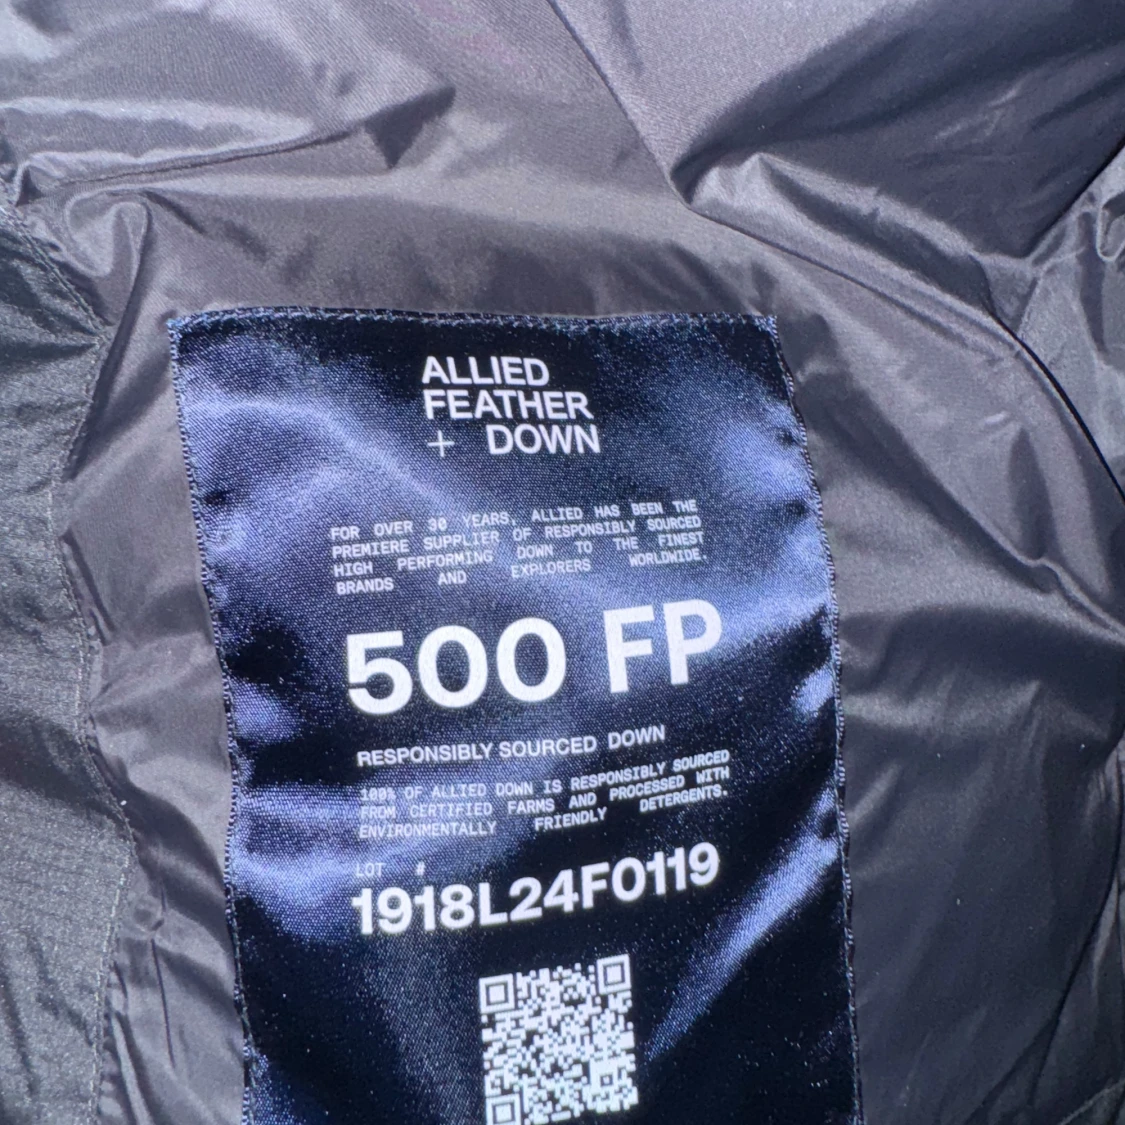 ALLIED
FEATHER
+ DOWN
FOR OVER 30 YEARS, ALLIED HAS BEEN THE
PREMIERE SUPPLIER OF RESPONSIBLY SOURCED
HIGH PERFORMING DOWN TO THE FINEST
BRANDS AND EXPLORERS WORLDWIDE.
500 FP
RESPONSIBLY SOURCED DOWN
100% OF ALLIED DOWN IS RESPONSIBLY SOURCED
FROM CERTIFIED FARMS AND PROCESSED WITH
ENVIRONMENTALLY FRIENDLY DETERGENTS.
LOT #
1918L24F0119